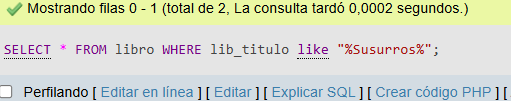 Mostrando filas 0 - 1 (total de 2, La consulta tardó 0,0002 segundos.)
SELECT * FROM libro WHERE lib_titulo like "%Susurros%";
Perfilando [ Editar en línea ] [ Editar ] [ Explicar SQL ] [ Crear código PHP ] [